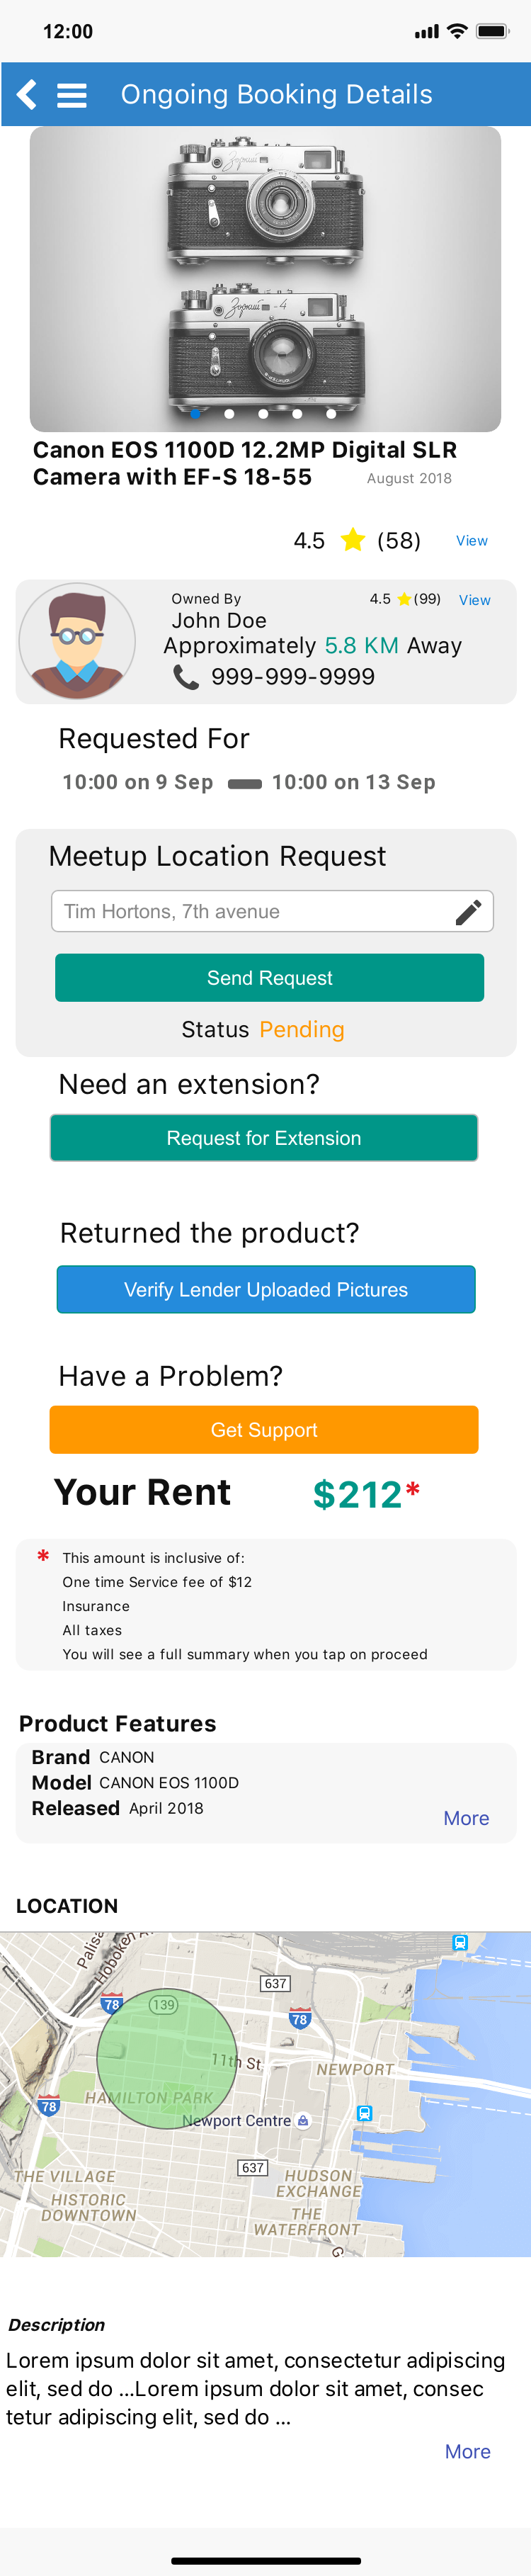 12:00
Ongoing Booking Details
Зоркий
Зоркий - 4
Canon EOS 1100D 12.2MP Digital SLR
Camera with EF-S 18-55
August 2018
4.5 (58) View
Owned By 4.5 (99) View
John Doe
Approximately 5.8 KM Away
999-999-9999
Requested For
10:00 on 9 Sep 10:00 on 13 Sep
Meetup Location Request
Tim Hortons, 7th avenue
Send Request
Status Pending
Need an extension?
Request for Extension
Returned the product?
Verify Lender Uploaded Pictures
Have a Problem?
Get Support
Your Rent $212*
* This amount is inclusive of:
One time Service fee of $12
Insurance
All taxes
You will see a full summary when you tap on proceed
Product Features
Brand CANON
Model CANON EOS 1100D
Released April 2018
More
LOCATION
Hoboken
637
78
139
78
11th St
NEWPORT
78
HAMILTON PARK
Newport Centre
637
THE VILLAGE
HUDSON
EXCHANGE
HISTORIC
DOWNTOWN
THE
WATERFRONT
Description
Lorem ipsum dolor sit amet, consectetur adipiscing
elit, sed do ...Lorem ipsum dolor sit amet, consec
tetur adipiscing elit, sed do ...
More